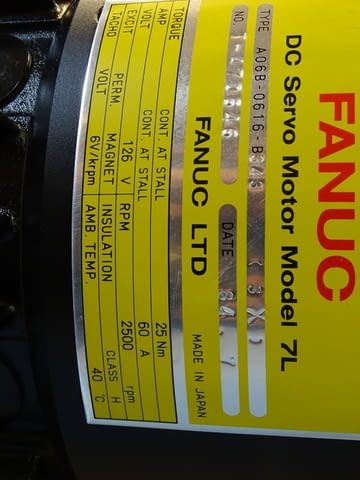 FANUC
DC Servo Motor Model 7L
TYPE A06B-0616-B
NO.
DATE 84. 7
FANUC LTD MADE IN JAPAN
TORQUE CONT. AT STALL 25 Nm
AMP CONT. AT STALL 60 A
VOLT 126 V RPM 2500 rpm
EXCIT PERM. MAGNET INSULATION CLASS H
TACHO VOLT 6V/krpm AMB. TEMP. 40 °C